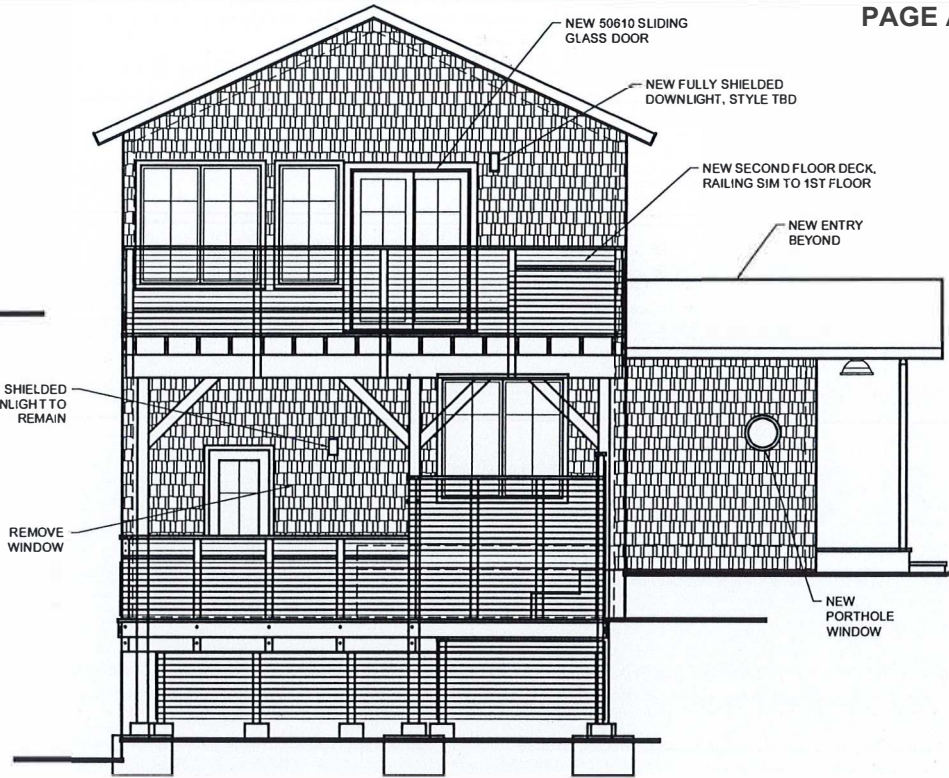 PAGE
NEW 50610 SLIDING
GLASS DOOR
NEW FULLY SHIELDED
DOWNLIGHT, STYLE TBD
NEW SECOND FLOOR DECK,
RAILING SIM TO 1ST FLOOR
NEW ENTRY
BEYOND
SHIELDED
NLIGHT TO
REMAIN
REMOVE
WINDOW
NEW
PORTHOLE
WINDOW